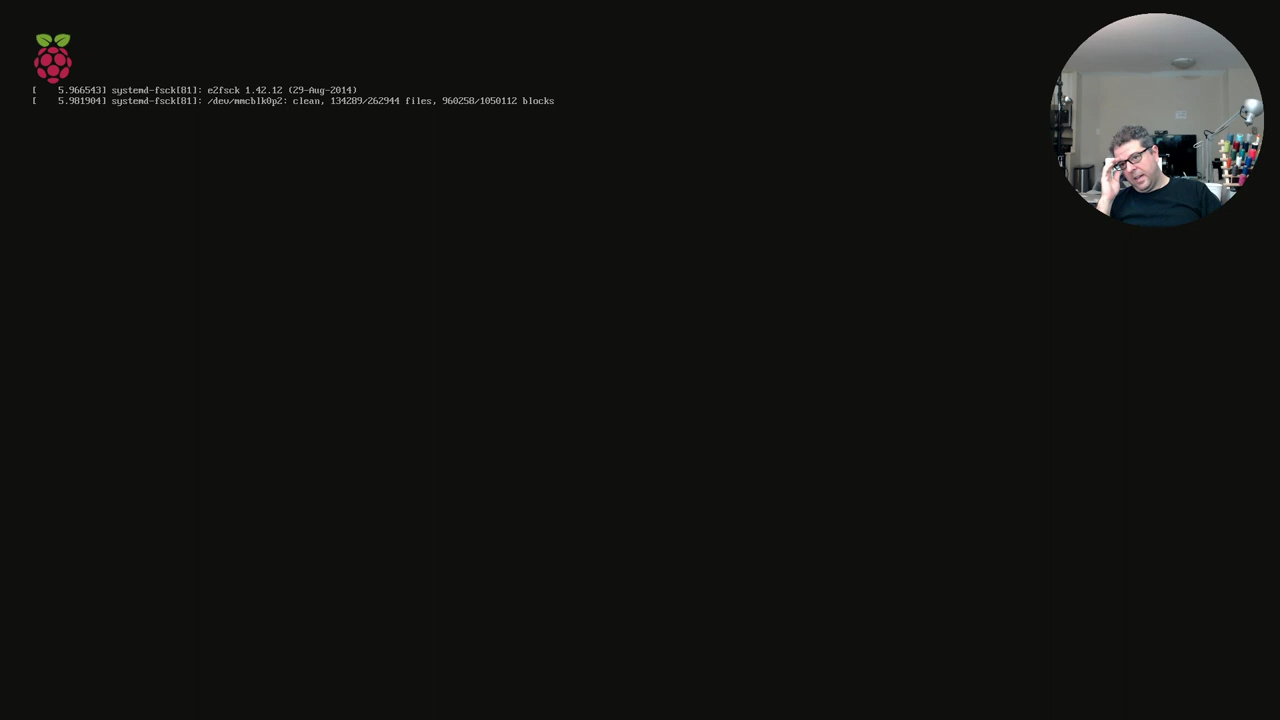 [    5.966543] systemd-fsck[81]: e2fsck 1.42.12 (29-Aug-2014)
[    5.981904] systemd-fsck[81]: /dev/mmcblk0p2: clean, 134289/262944 files, 960258/1050112 blocks